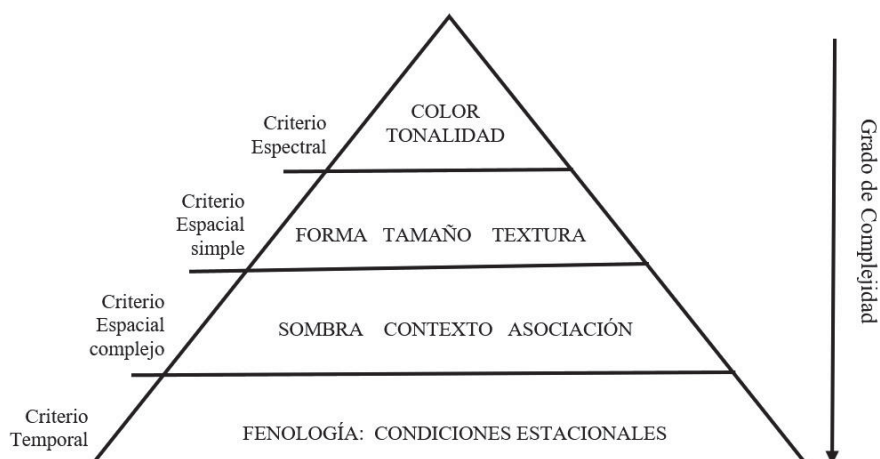 COLOR
TONALIDAD
Criterio
Espectral
Criterio
Espacial
simple
FORMA TAMAÑO TEXTURA
Criterio
Espacial
complejo
SOMBRA CONTEXTO ASOCIACIÓN
Criterio
Temporal
FENOLOGÍA: CONDICIONES ESTACIONALES
Grado de Complejidad